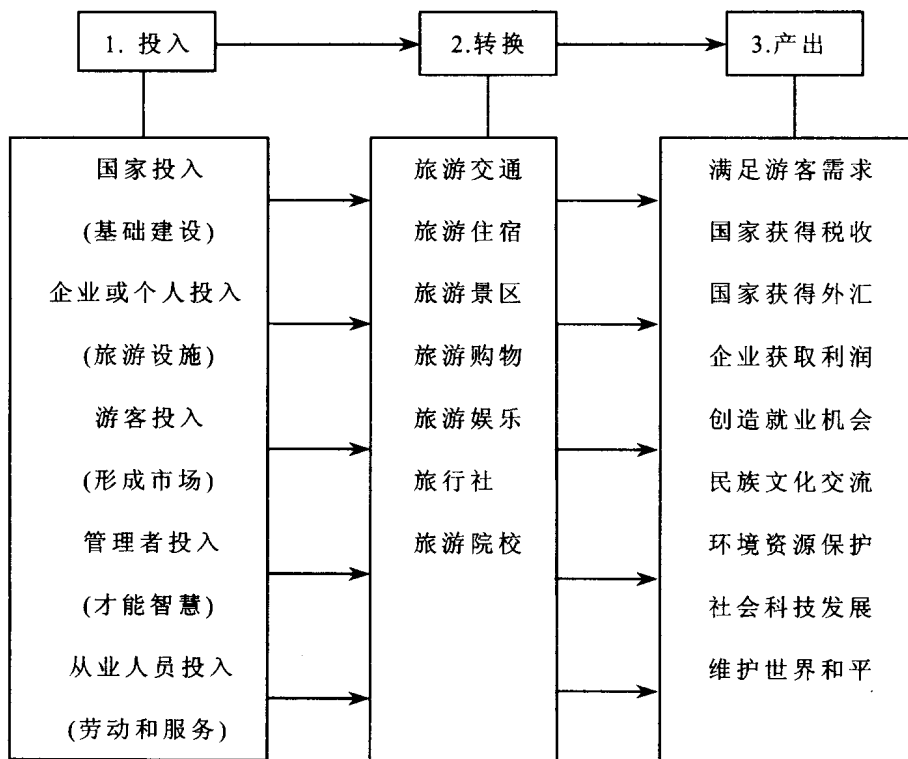 1. 投入
2.转换
3.产出
国家投入
(基础建设)
企业或个人投入
(旅游设施)
游客投入
(形成市场)
管理者投入
(才能智慧)
从业人员投入
(劳动和服务)
旅游交通
旅游住宿
旅游景区
旅游购物
旅游娱乐
旅行社
旅游院校
满足游客需求
国家获得税收
国家获得外汇
企业获取利润
创造就业机会
民族文化交流
环境资源保护
社会科技发展
维护世界和平